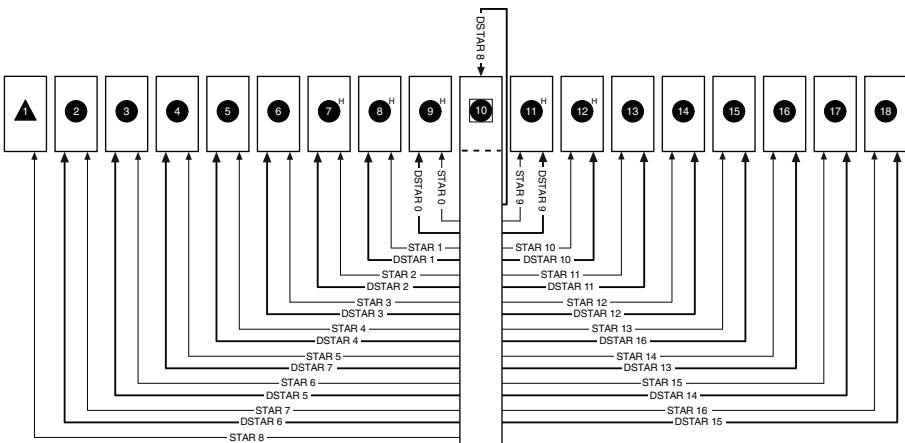 DSTAR 8
1
2
3
4
5
6
7 H
8 H
9 H
10
11 H
12 H
13
14
15
16
17
18
DSTAR 0
STAR 0
STAR 9
DSTAR 9
STAR 1
DSTAR 1
STAR 2
DSTAR 2
STAR 3
DSTAR 3
STAR 4
DSTAR 4
STAR 5
DSTAR 7
STAR 6
DSTAR 5
STAR 7
DSTAR 6
STAR 8
STAR 10
DSTAR 10
STAR 11
DSTAR 11
STAR 12
DSTAR 12
STAR 13
DSTAR 16
STAR 14
DSTAR 13
STAR 15
DSTAR 14
STAR 16
DSTAR 15